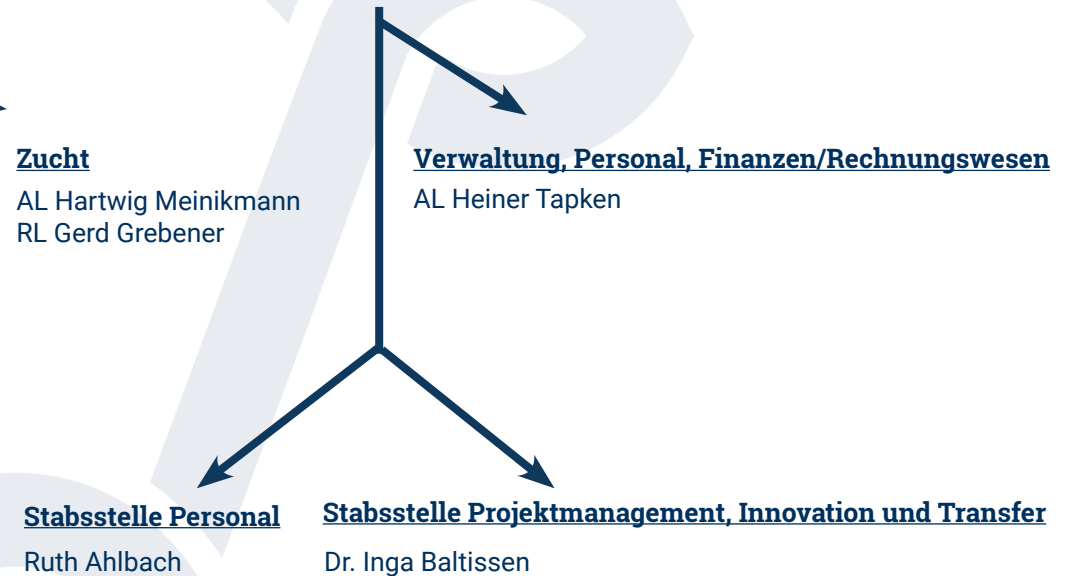 Zucht
AL Hartwig Meinikmann
RL Gerd Grebener
Verwaltung, Personal, Finanzen/Rechnungswesen
AL Heiner Tapken
Stabsstelle Personal
Ruth Ahlbach
Stabsstelle Projektmanagement, Innovation und Transfer
Dr. Inga Baltissen